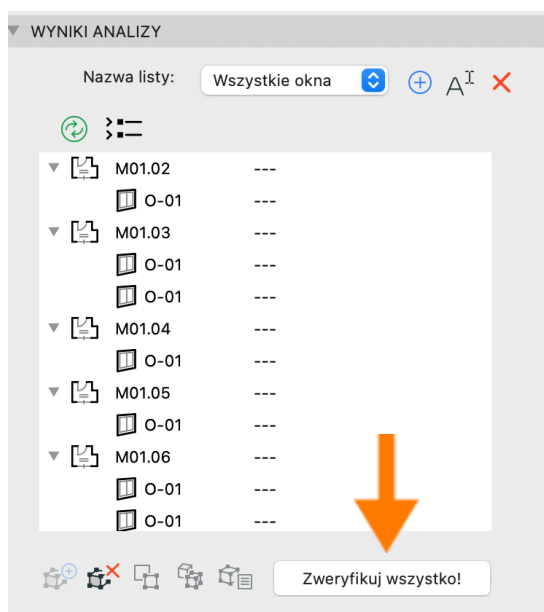 WYNIKI ANALIZY
Nazwa listy: Wszystkie okna
M01.02 ---
O-01 ---
M01.03 ---
O-01 ---
O-01 ---
M01.04 ---
O-01 ---
M01.05 ---
O-01 ---
M01.06 ---
O-01 ---
O-01 ---
Zweryfikuj wszystko!